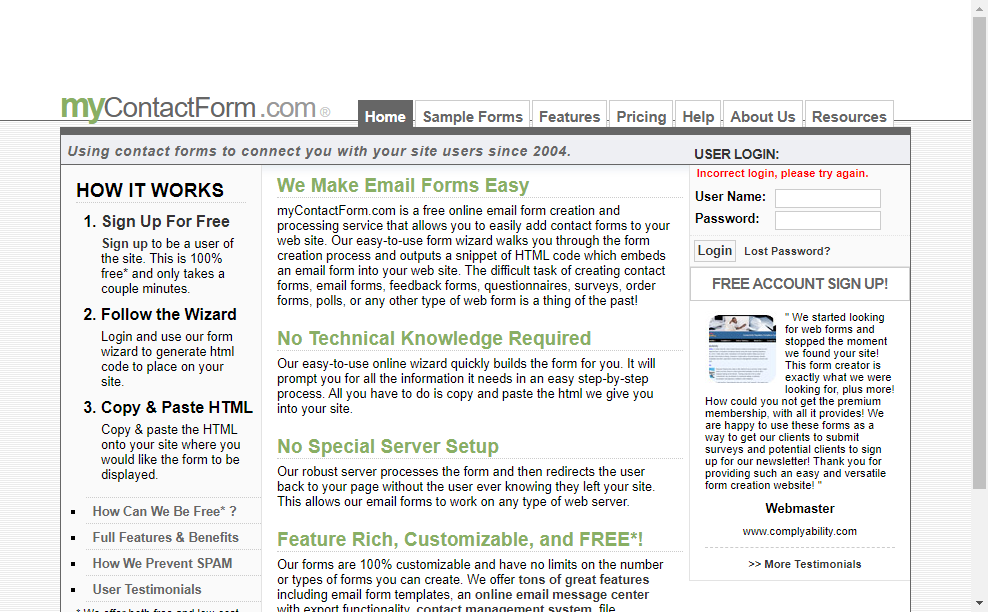 myContactForm.com ®
Home
Sample Forms
Features
Pricing
Help
About Us
Resources
Using contact forms to connect you with your site users since 2004.
USER LOGIN:
Incorrect login, please try again.
User Name:
Password:
Login
Lost Password?
FREE ACCOUNT SIGN UP!
HOW IT WORKS
1. Sign Up For Free
Sign up to be a user of
the site. This is 100%
free* and only takes a
couple minutes.
2. Follow the Wizard
Login and use our form
wizard to generate html
code to place on your
site.
3. Copy & Paste HTML
Copy & paste the HTML
onto your site where you
would like the form to be
displayed.
How Can We Be Free* ?
Full Features & Benefits
How We Prevent SPAM
User Testimonials
* We offer both free and low-cost
We Make Email Forms Easy
myContactForm.com is a free online email form creation and
processing service that allows you to easily add contact forms to your
web site. Our easy-to-use form wizard walks you through the form
creation process and outputs a snippet of HTML code which embeds
an email form into your web site. The difficult task of creating contact
forms, email forms, feedback forms, questionnaires, surveys, order
forms, polls, or any other type of web form is a thing of the past!
No Technical Knowledge Required
Our easy-to-use online wizard quickly builds the form for you. It will
prompt you for all the information it needs in an easy step-by-step
process. All you have to do is copy and paste the html we give you
into your site.
No Special Server Setup
Our robust server processes the form and then redirects the user
back to your page without the user ever knowing they left your site.
This allows our email forms to work on any type of web server.
Feature Rich, Customizable, and FREE*!
Our forms are 100% customizable and have no limits on the number
or types of forms you can create. We offer tons of great features
including email form templates, an online email message center
with export functionality, contact management system, file
" We started looking
for web forms and
stopped the moment
we found your site!
This form creator is
exactly what we were
looking for, plus more!
How could you not get the premium
membership, with all it provides! We
are happy to use these forms as a
way to get our clients to submit
surveys and potential clients to sign
up for our newsletter! Thank you for
providing such an easy and versatile
form creation website! "
Webmaster
www.complyability.com
>> More Testimonials